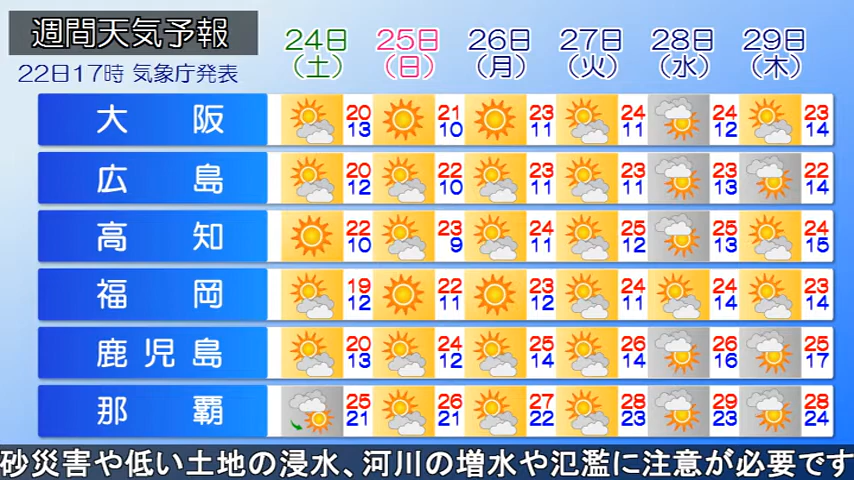 週間天気予報
22日17時 気象庁発表
24日 25日 26日 27日 28日 29日
(土) (日) (月) (火) (水) (木)
大阪 20 13 21 10 23 11 24 11 24 12 23 14
広島 20 12 22 10 23 11 23 11 23 13 22 14
高知 22 10 23 9 24 11 25 12 25 13 24 15
福岡 19 12 22 11 23 12 24 11 24 14 23 14
鹿児島 20 13 24 12 25 14 26 14 26 16 25 17
那覇 25 21 26 21 27 22 28 23 29 23 28 24
砂災害や低い土地の浸水、河川の増水や氾濫に注意が必要です